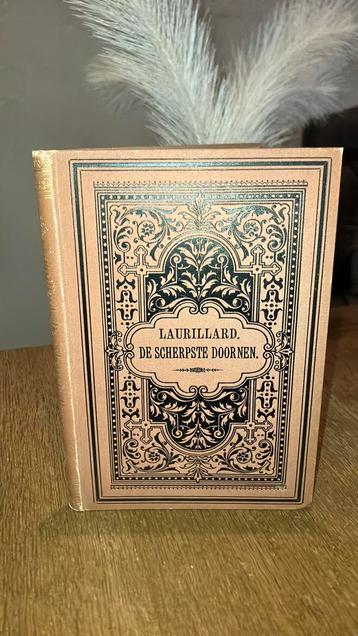 LAURILLARD.
DE SCHERPSTE DOORNEN.